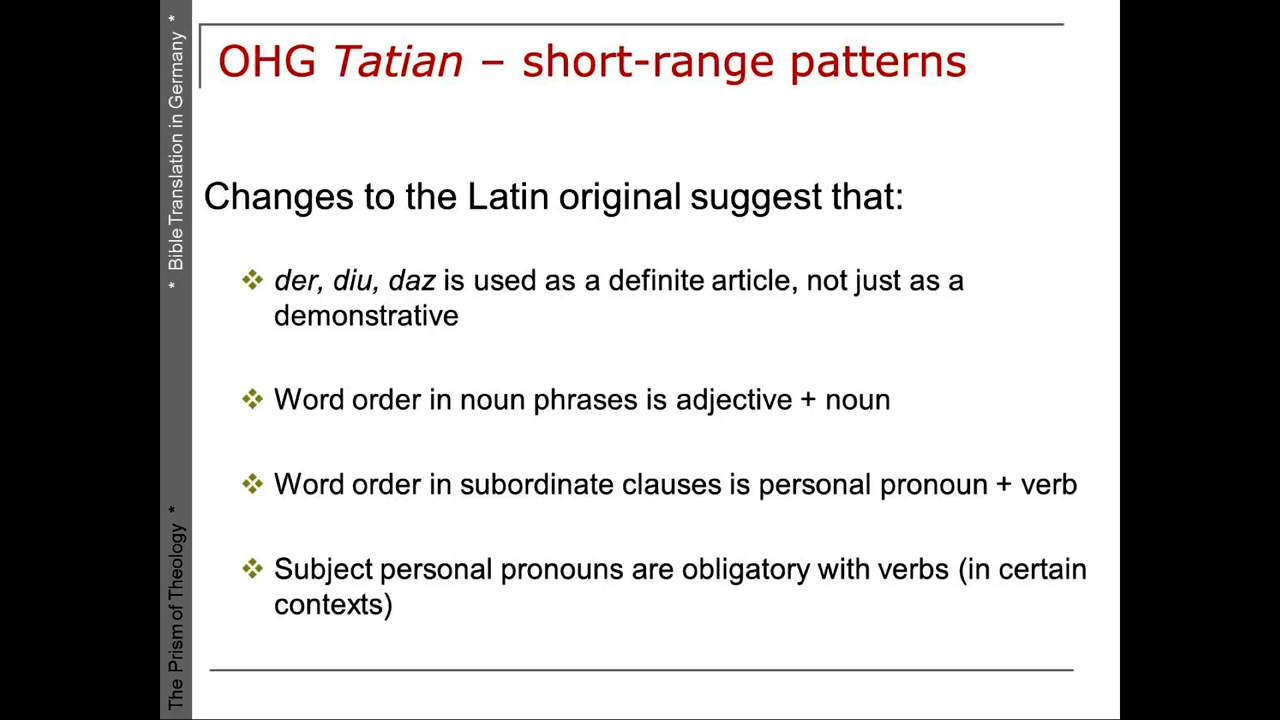 OHG Tatian – short-range patterns
Changes to the Latin original suggest that:
❖ der, diu, daz is used as a definite article, not just as a
demonstrative
❖ Word order in noun phrases is adjective + noun
❖ Word order in subordinate clauses is personal pronoun + verb
❖ Subject personal pronouns are obligatory with verbs (in certain
contexts)
The Prism of Theology * * Bible Translation in Germany *